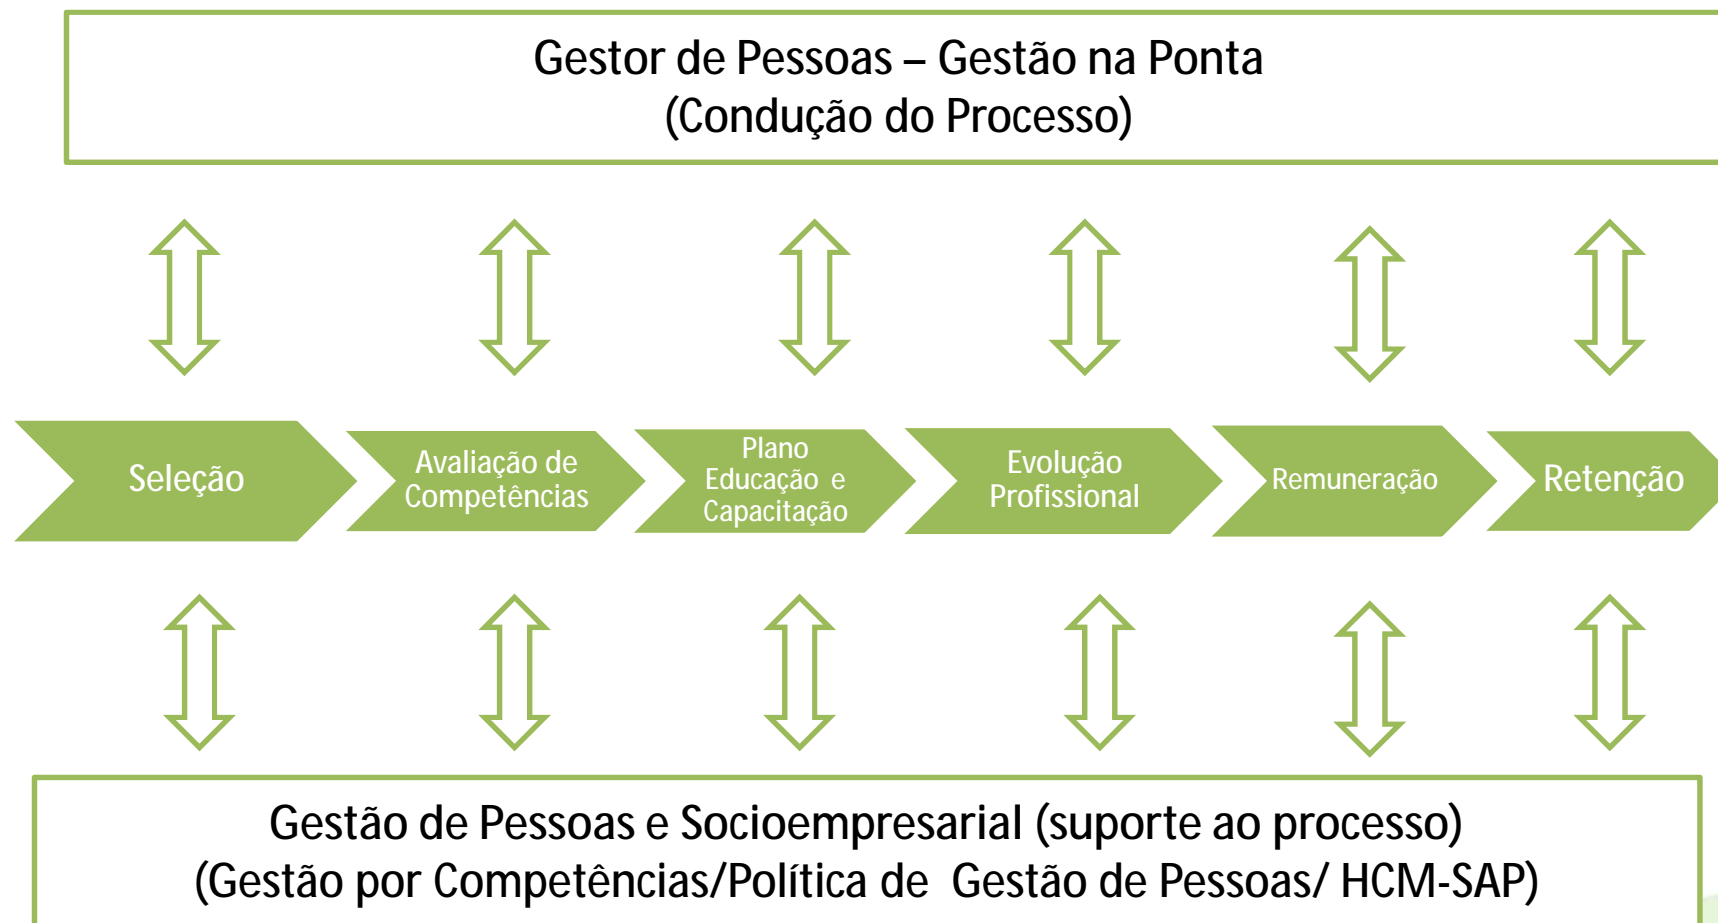 Gestor de Pessoas – Gestão na Ponta
(Condução do Processo)
Seleção
Avaliação de
Competências
Plano
Educação e
Capacitação
Evolução
Profissional
Remuneração
Retenção
Gestão de Pessoas e Socioempresarial (suporte ao processo)
(Gestão por Competências/Política de Gestão de Pessoas/ HCM-SAP)